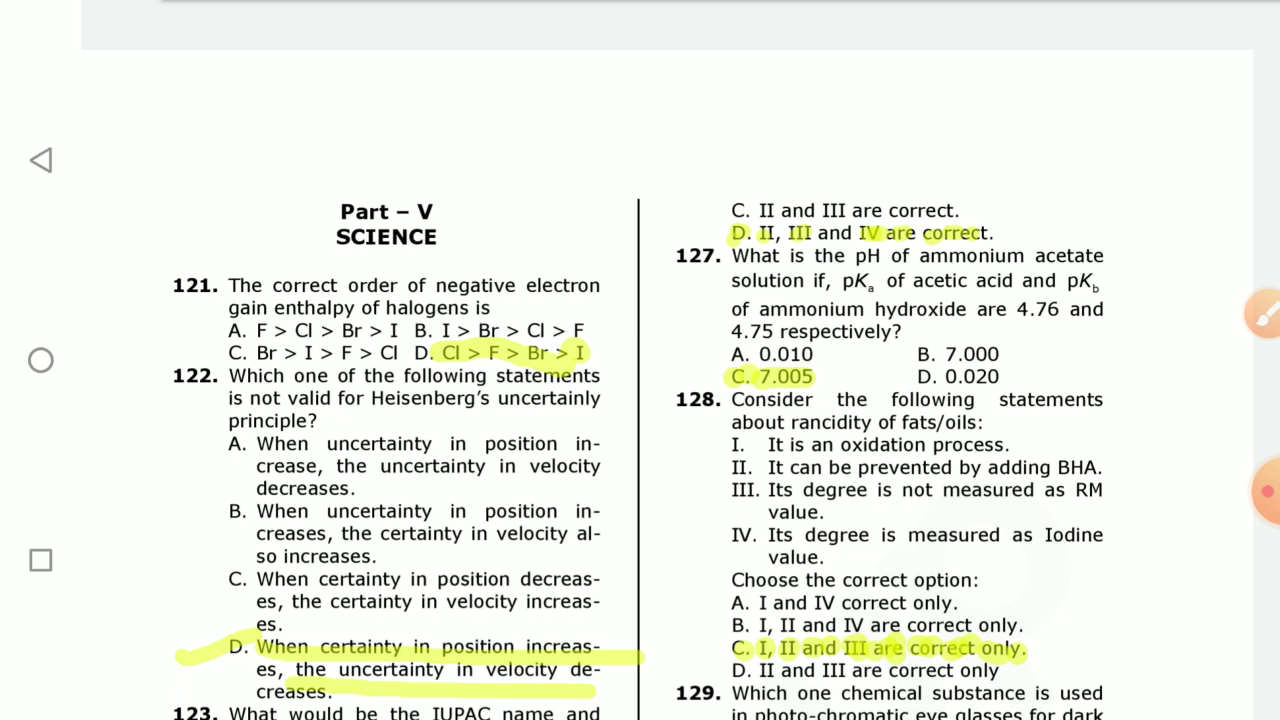 Part – V
SCIENCE
121. The correct order of negative electron
gain enthalpy of halogens is
A. F > Cl > Br > I B. I > Br > Cl > F
C. Br > I > F > Cl D. Cl > F > Br > I
122. Which one of the following statements
is not valid for Heisenberg's uncertainly
principle?
A. When uncertainty in position in-
crease, the uncertainty in velocity
decreases.
B. When uncertainty in position in-
creases, the certainty in velocity al-
so increases.
C. When certainty in position decreas-
es, the certainty in velocity increas-
es.
D. When certainty in position increas-
es, the uncertainty in velocity de-
creases.
123. What would be the IUPAC name and
C. II and III are correct.
D. II, III and IV are correct.
127. What is the pH of ammonium acetate
solution if, pKa of acetic acid and pKb
of ammonium hydroxide are 4.76 and
4.75 respectively?
A. 0.010 B. 7.000
C. 7.005 D. 0.020
128. Consider the following statements
about rancidity of fats/oils:
I. It is an oxidation process.
II. It can be prevented by adding BHA.
III. Its degree is not measured as RM
value.
IV. Its degree is measured as Iodine
value.
Choose the correct option:
A. I and IV correct only.
B. I, II and IV are correct only.
C. I, II and III are correct only.
D. II and III are correct only
129. Which one chemical substance is used
in photo-chromatic eye glasses for dark